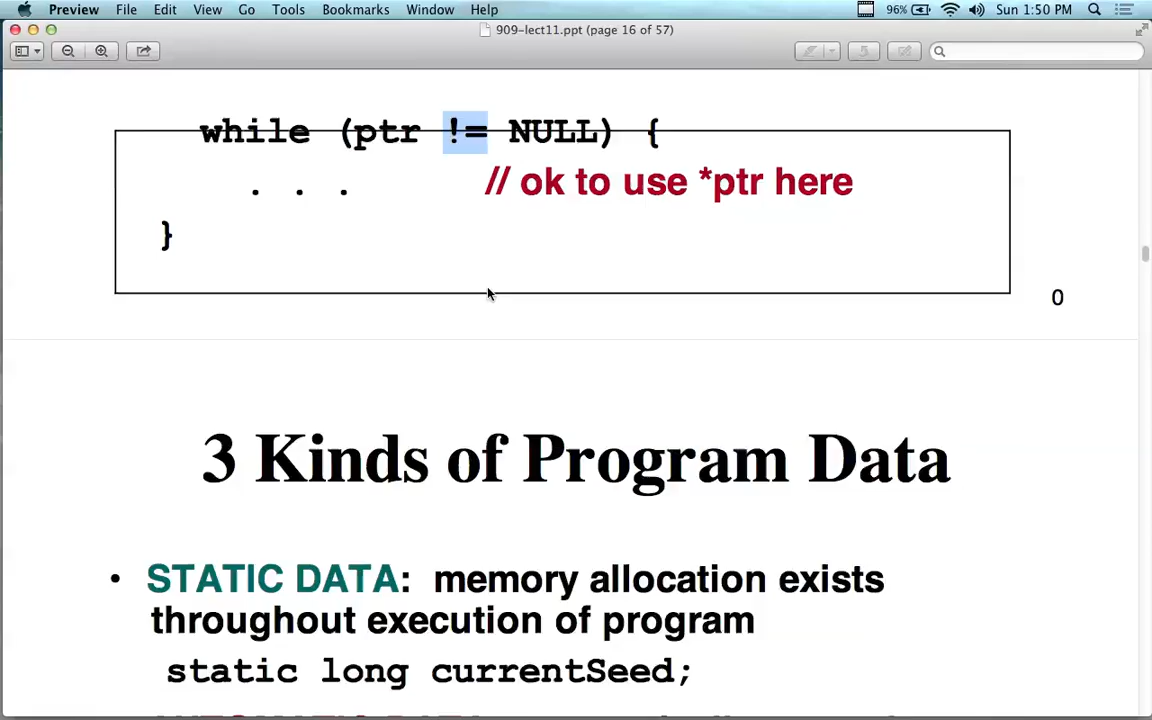 Preview File Edit View Go Tools Bookmarks Window Help 96% Sun 1:50 PM
909-lect11.ppt (page 16 of 57)
while (ptr != NULL) {
. . . // ok to use *ptr here
}
0
3 Kinds of Program Data
• STATIC DATA: memory allocation exists
throughout execution of program
static long currentSeed;